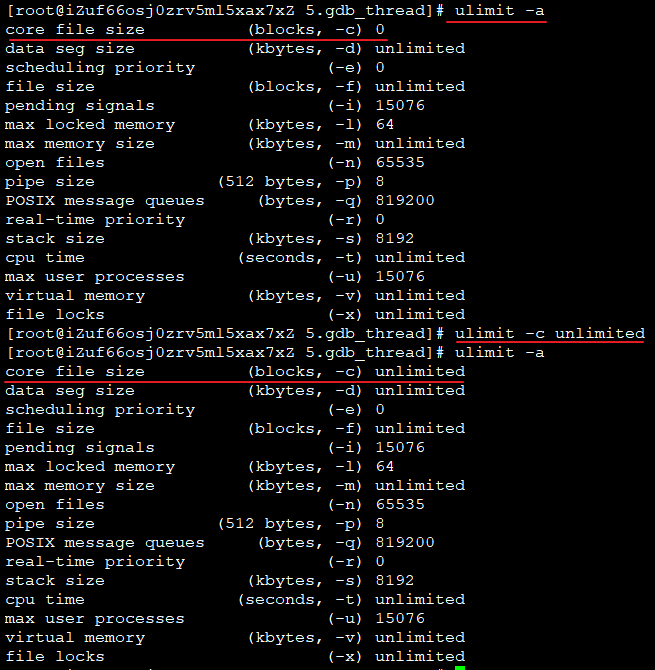 [root@iZuf66osj0zrv5ml5xax7xZ 5.gdb_thread]# ulimit -a
core file size          (blocks, -c) 0
data seg size           (kbytes, -d) unlimited
scheduling priority             (-e) 0
file size               (blocks, -f) unlimited
pending signals                 (-i) 15076
max locked memory       (kbytes, -l) 64
max memory size         (kbytes, -m) unlimited
open files                      (-n) 65535
pipe size            (512 bytes, -p) 8
POSIX message queues     (bytes, -q) 819200
real-time priority              (-r) 0
stack size              (kbytes, -s) 8192
cpu time               (seconds, -t) unlimited
max user processes              (-u) 15076
virtual memory          (kbytes, -v) unlimited
file locks                      (-x) unlimited
[root@iZuf66osj0zrv5ml5xax7xZ 5.gdb_thread]# ulimit -c unlimited
[root@iZuf66osj0zrv5ml5xax7xZ 5.gdb_thread]# ulimit -a
core file size          (blocks, -c) unlimited
data seg size           (kbytes, -d) unlimited
scheduling priority             (-e) 0
file size               (blocks, -f) unlimited
pending signals                 (-i) 15076
max locked memory       (kbytes, -l) 64
max memory size         (kbytes, -m) unlimited
open files                      (-n) 65535
pipe size            (512 bytes, -p) 8
POSIX message queues     (bytes, -q) 819200
real-time priority              (-r) 0
stack size              (kbytes, -s) 8192
cpu time               (seconds, -t) unlimited
max user processes              (-u) 15076
virtual memory          (kbytes, -v) unlimited
file locks                      (-x) unlimited